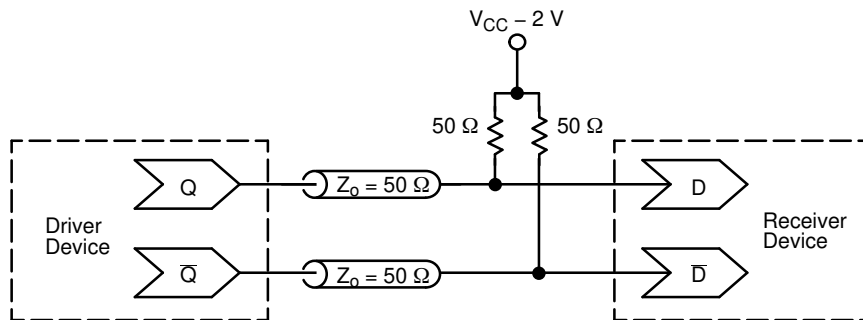 V_CC – 2 V
50 Ω 50 Ω
Q Z_o = 50 Ω D
Driver
Device
Receiver
Device
Q̅ Z_o = 50 Ω D̅